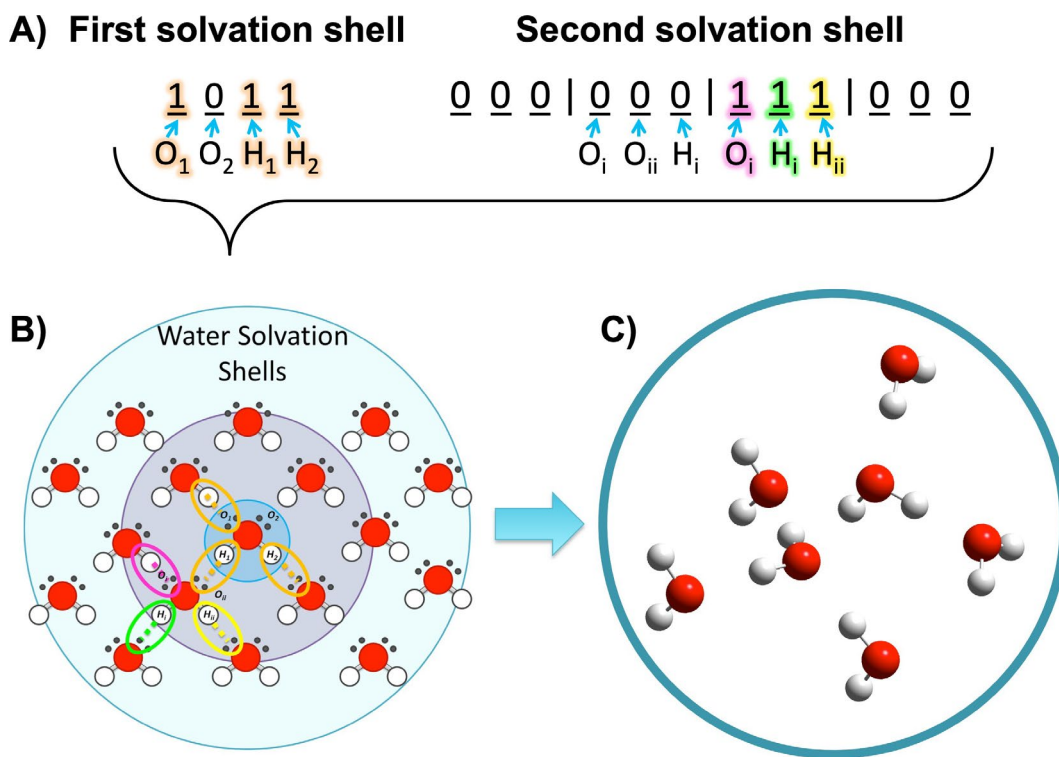 A) First solvation shell Second solvation shell
1 0 1 1 0 0 0 | 0 0 0 | 1 1 1 | 0 0 0
O₁ O₂ H₁ H₂ Oᵢ Oᵢᵢ Hᵢ Oᵢ Hᵢ Hᵢᵢ
B) C)
Water Solvation
Shells
O₁ O₂
H₁ H₂
Oᵢ
Oᵢᵢ
Hᵢ Hᵢᵢ